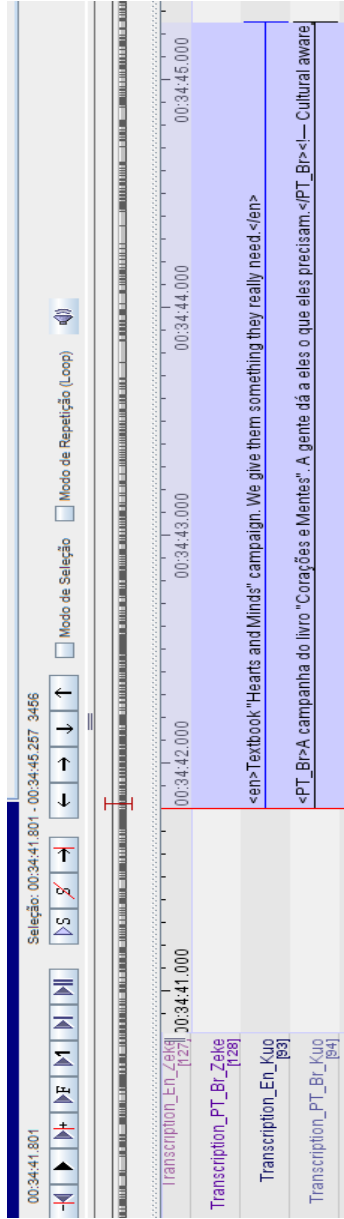 00:34:41.801
Seleção: 00:34:41.801 - 00:34:45.257 3456
F 1 S S
Modo de Seleção Modo de Repetição (Loop)
00:34:41.000 00:34:42.000 00:34:43.000 00:34:44.000 00:34:45.000
Transcription_En_Zeke
[127]
Transcription_PT_Br_Zeke
[128]
Transcription_En_Kuo
[93]
<en>Textbook "Hearts and Minds" campaign. We give them something they really need.</en>
Transcription_PT_Br_Kuo
[94]
<PT_Br>A campanha do livro "Corações e Mentes". A gente dá a eles o que eles precisam.</PT_Br><!— Cultural aware